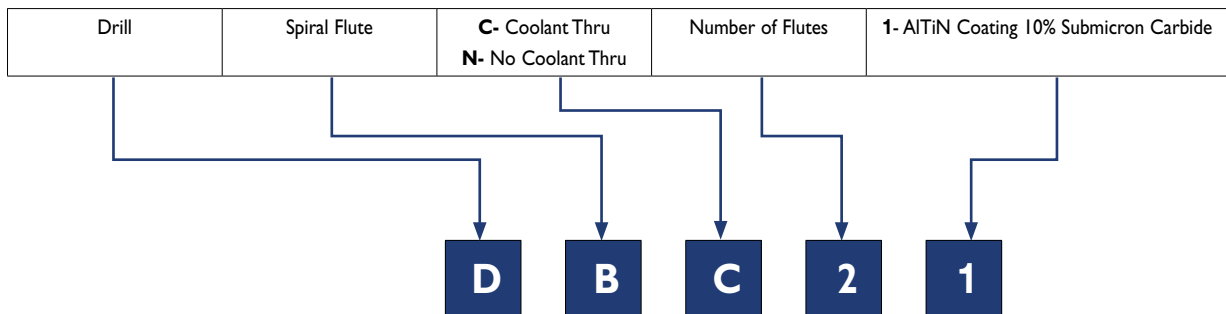 Drill
Spiral Flute
C- Coolant Thru
N- No Coolant Thru
Number of Flutes
1- AlTiN Coating 10% Submicron Carbide
D B C 2 1